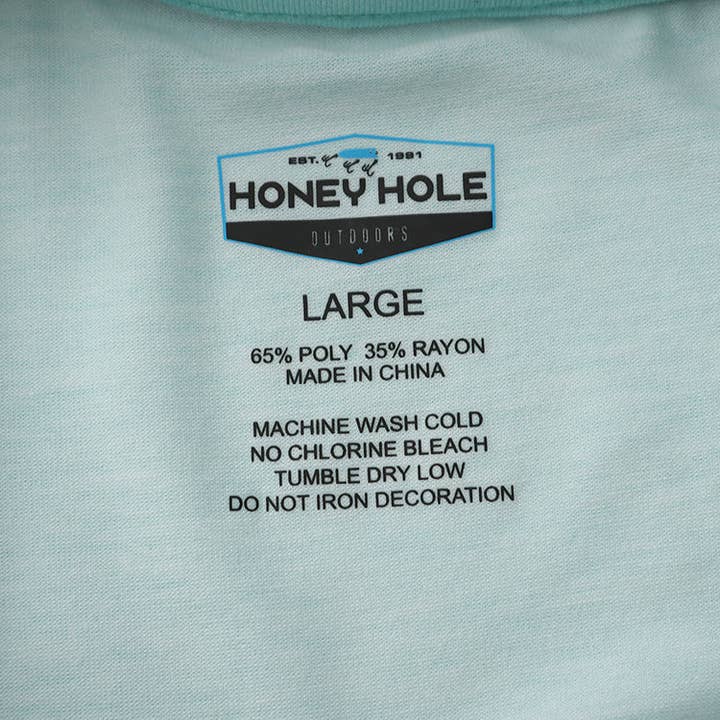 EST. 1991
HONEY HOLE
OUTDOORS
LARGE
65% POLY 35% RAYON
MADE IN CHINA
MACHINE WASH COLD
NO CHLORINE BLEACH
TUMBLE DRY LOW
DO NOT IRON DECORATION